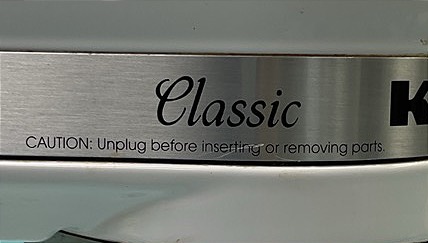 Classic
K
CAUTION: Unplug before inserting or removing parts.